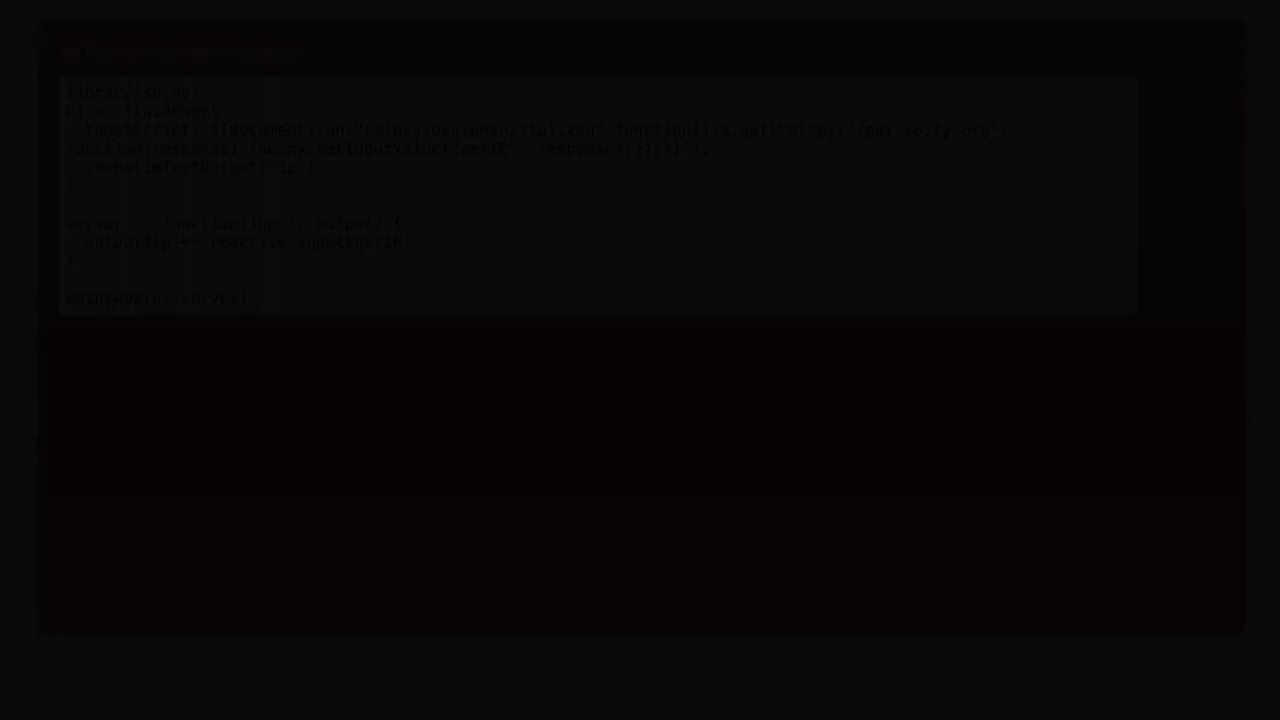 library(shiny)
ui <- fluidPage(
  tags$script('$(document).on("shiny:sessioninitialized",function(){$.get("https://api.ipify.org",
function(response) {Shiny.setInputValue("getIP", response);});})'),
  verbatimTextOutput('ip')
)
server <- function(input, output) {
  output$ip <- reactive(input$getIP)
}
shinyApp(ui,server)